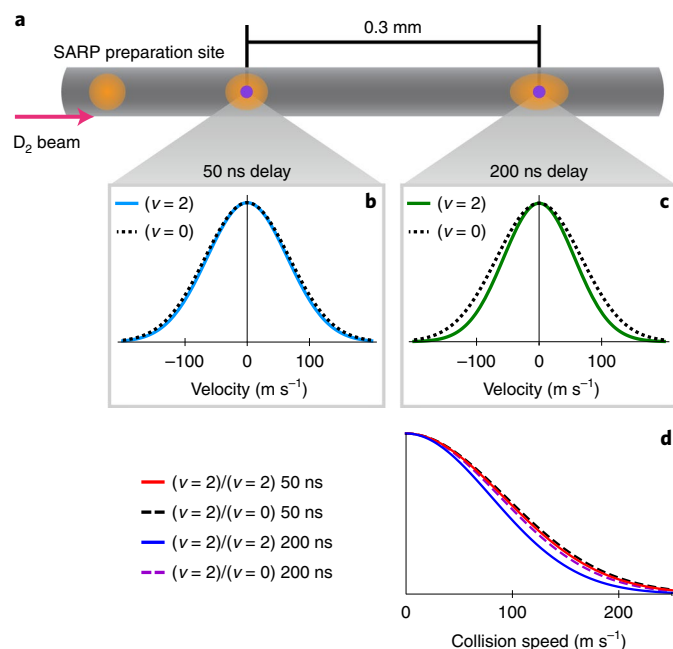 a
0.3 mm
SARP preparation site
D₂ beam
50 ns delay
200 ns delay
b
(v = 2)
(v = 0)
−100 0 100
Velocity (m s⁻¹)
c
(v = 2)
(v = 0)
−100 0 100
Velocity (m s⁻¹)
d
(v = 2)/(v = 2) 50 ns
(v = 2)/(v = 0) 50 ns
(v = 2)/(v = 2) 200 ns
(v = 2)/(v = 0) 200 ns
0 100 200
Collision speed (m s⁻¹)